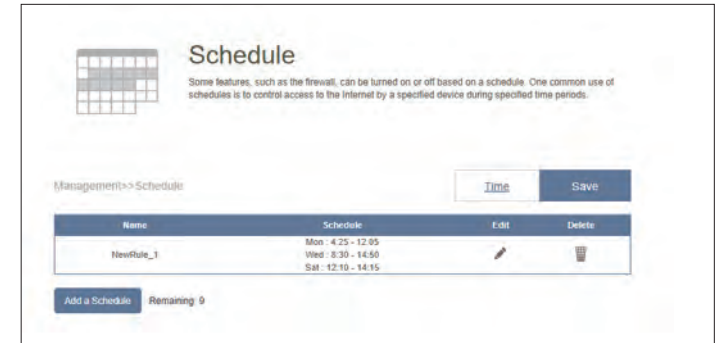 Schedule
Some features, such as the firewall, can be turned on or off based on a schedule. One common use of
schedules is to control access to the Internet by a specified device during specified time periods.
Management>>Schedule
Time
Save
Name Schedule Edit Delete
Mon : 4:25 - 12:05
NewRule_1
Wed : 8:30 - 14:50
Sat : 12:10 - 14:15
Add a Schedule Remaining: 9